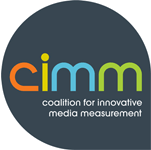 cimm
coalition for innovative
media measurement